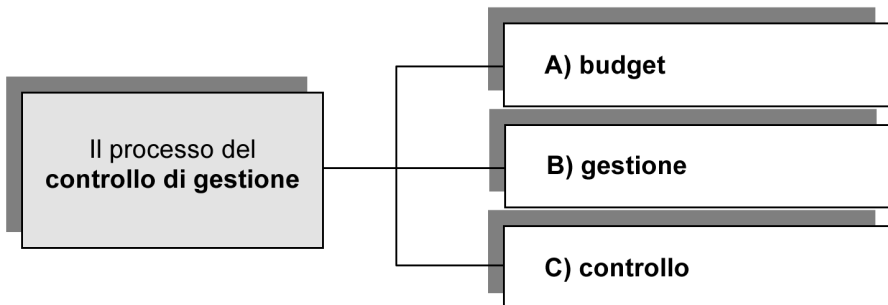 Il processo del
controllo di gestione
A) budget
B) gestione
C) controllo